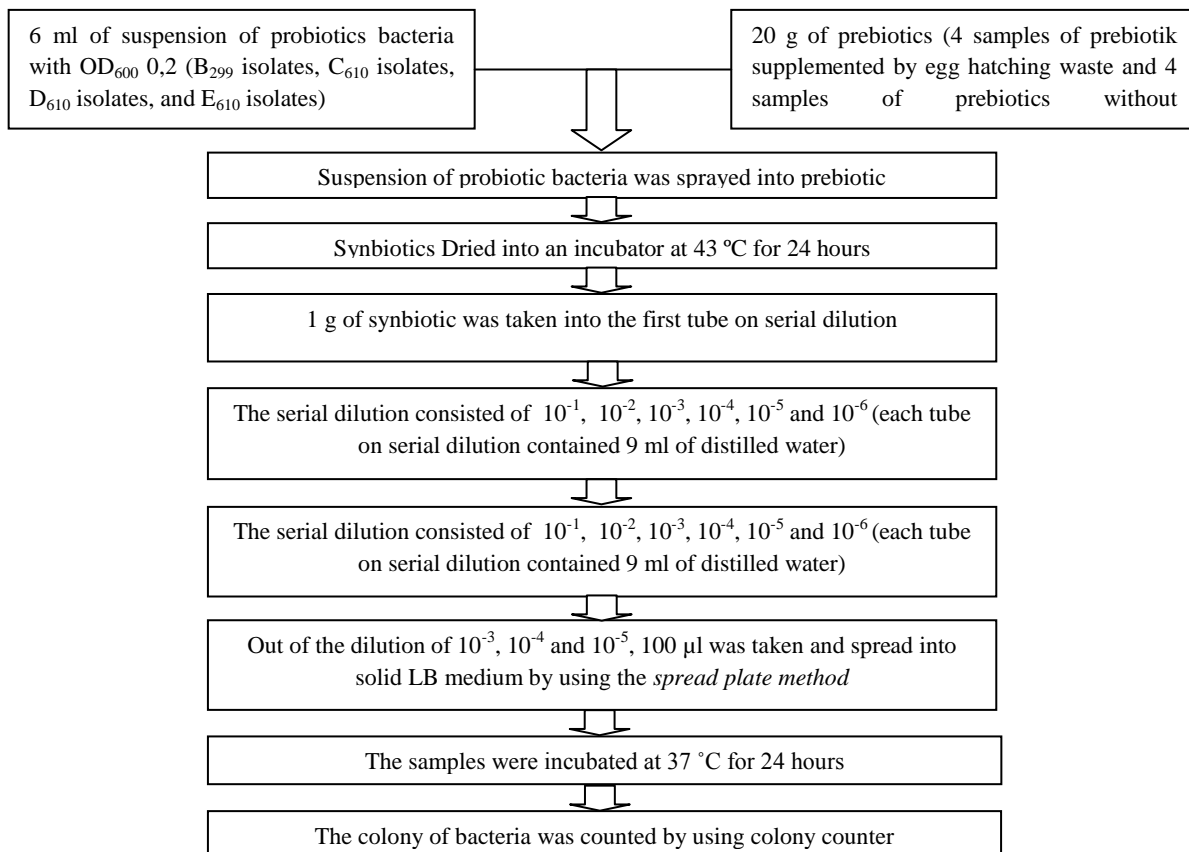 6 ml of suspension of probiotics bacteria
with OD₆₀₀ 0,2 (B₂₉₉ isolates, C₆₁₀ isolates,
D₆₁₀ isolates, and E₆₁₀ isolates)
20 g of prebiotics (4 samples of prebiotik
supplemented by egg hatching waste and 4
samples of prebiotics without
Suspension of probiotic bacteria was sprayed into prebiotic
Synbiotics Dried into an incubator at 43 ºC for 24 hours
1 g of synbiotic was taken into the first tube on serial dilution
The serial dilution consisted of 10⁻¹, 10⁻², 10⁻³, 10⁻⁴, 10⁻⁵ and 10⁻⁶ (each tube
on serial dilution contained 9 ml of distilled water)
The serial dilution consisted of 10⁻¹, 10⁻², 10⁻³, 10⁻⁴, 10⁻⁵ and 10⁻⁶ (each tube
on serial dilution contained 9 ml of distilled water)
Out of the dilution of 10⁻³, 10⁻⁴ and 10⁻⁵, 100 µl was taken and spread into
solid LB medium by using the spread plate method
The samples were incubated at 37 ˚C for 24 hours
The colony of bacteria was counted by using colony counter